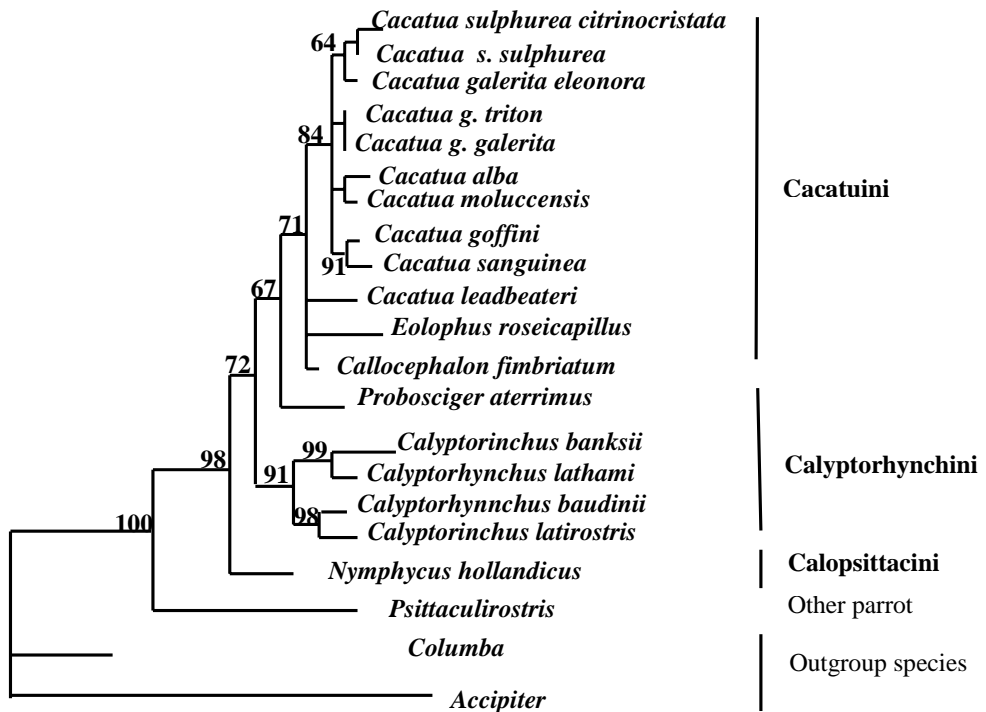 Cacatua sulphurea citrinocristata
64
Cacatua s. sulphurea
Cacatua galerita eleonora
Cacatua g. triton
84
Cacatua g. galerita
Cacatua alba
Cacatuini
Cacatua moluccensis
71
Cacatua goffini
91
Cacatua sanguinea
67
Cacatua leadbeateri
Eolophus roseicapillus
72
Callocephalon fimbriatum
Probosciger aterrimus
Calyptorinchus banksii
98
99
Calyptorhynchini
91
Calyptorhynchus lathami
Calyptorhynnchus baudinii
98
100
Calyptorinchus latirostris
Nymphycus hollandicus
Calopsittacini
Psittaculirostris
Other parrot
Columba
Outgroup species
Accipiter